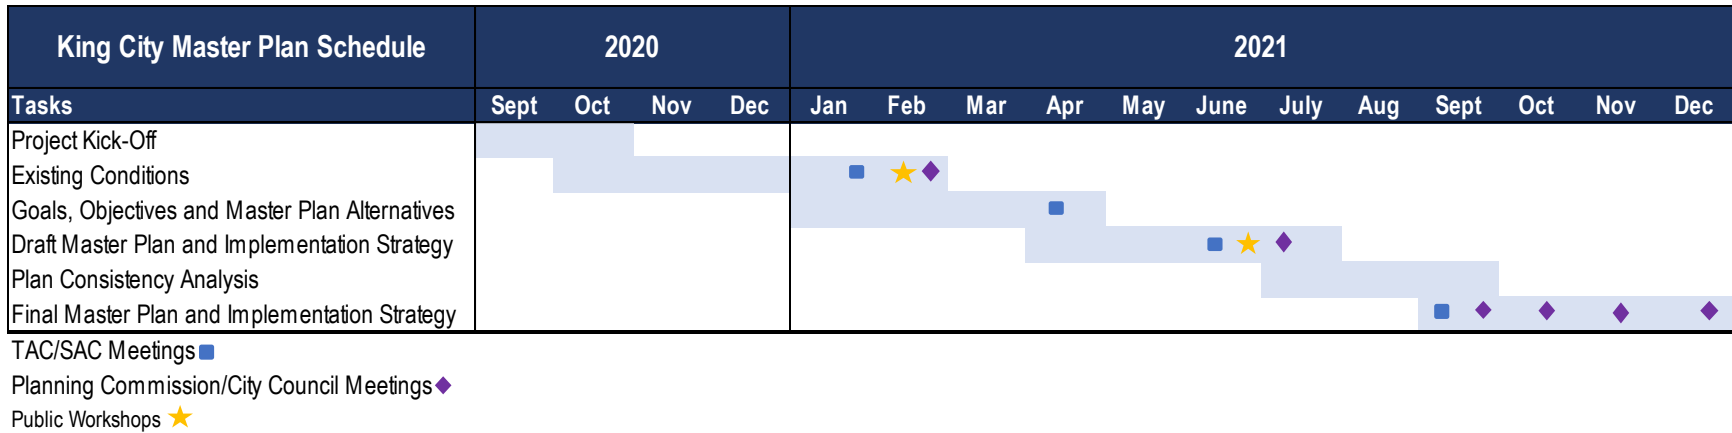 King City Master Plan Schedule 2020 2021
Tasks Sept Oct Nov Dec Jan Feb Mar Apr May June July Aug Sept Oct Nov Dec
Project Kick-Off
Existing Conditions
Goals, Objectives and Master Plan Alternatives
Draft Master Plan and Implementation Strategy
Plan Consistency Analysis
Final Master Plan and Implementation Strategy
TAC/SAC Meetings
Planning Commission/City Council Meetings
Public Workshops